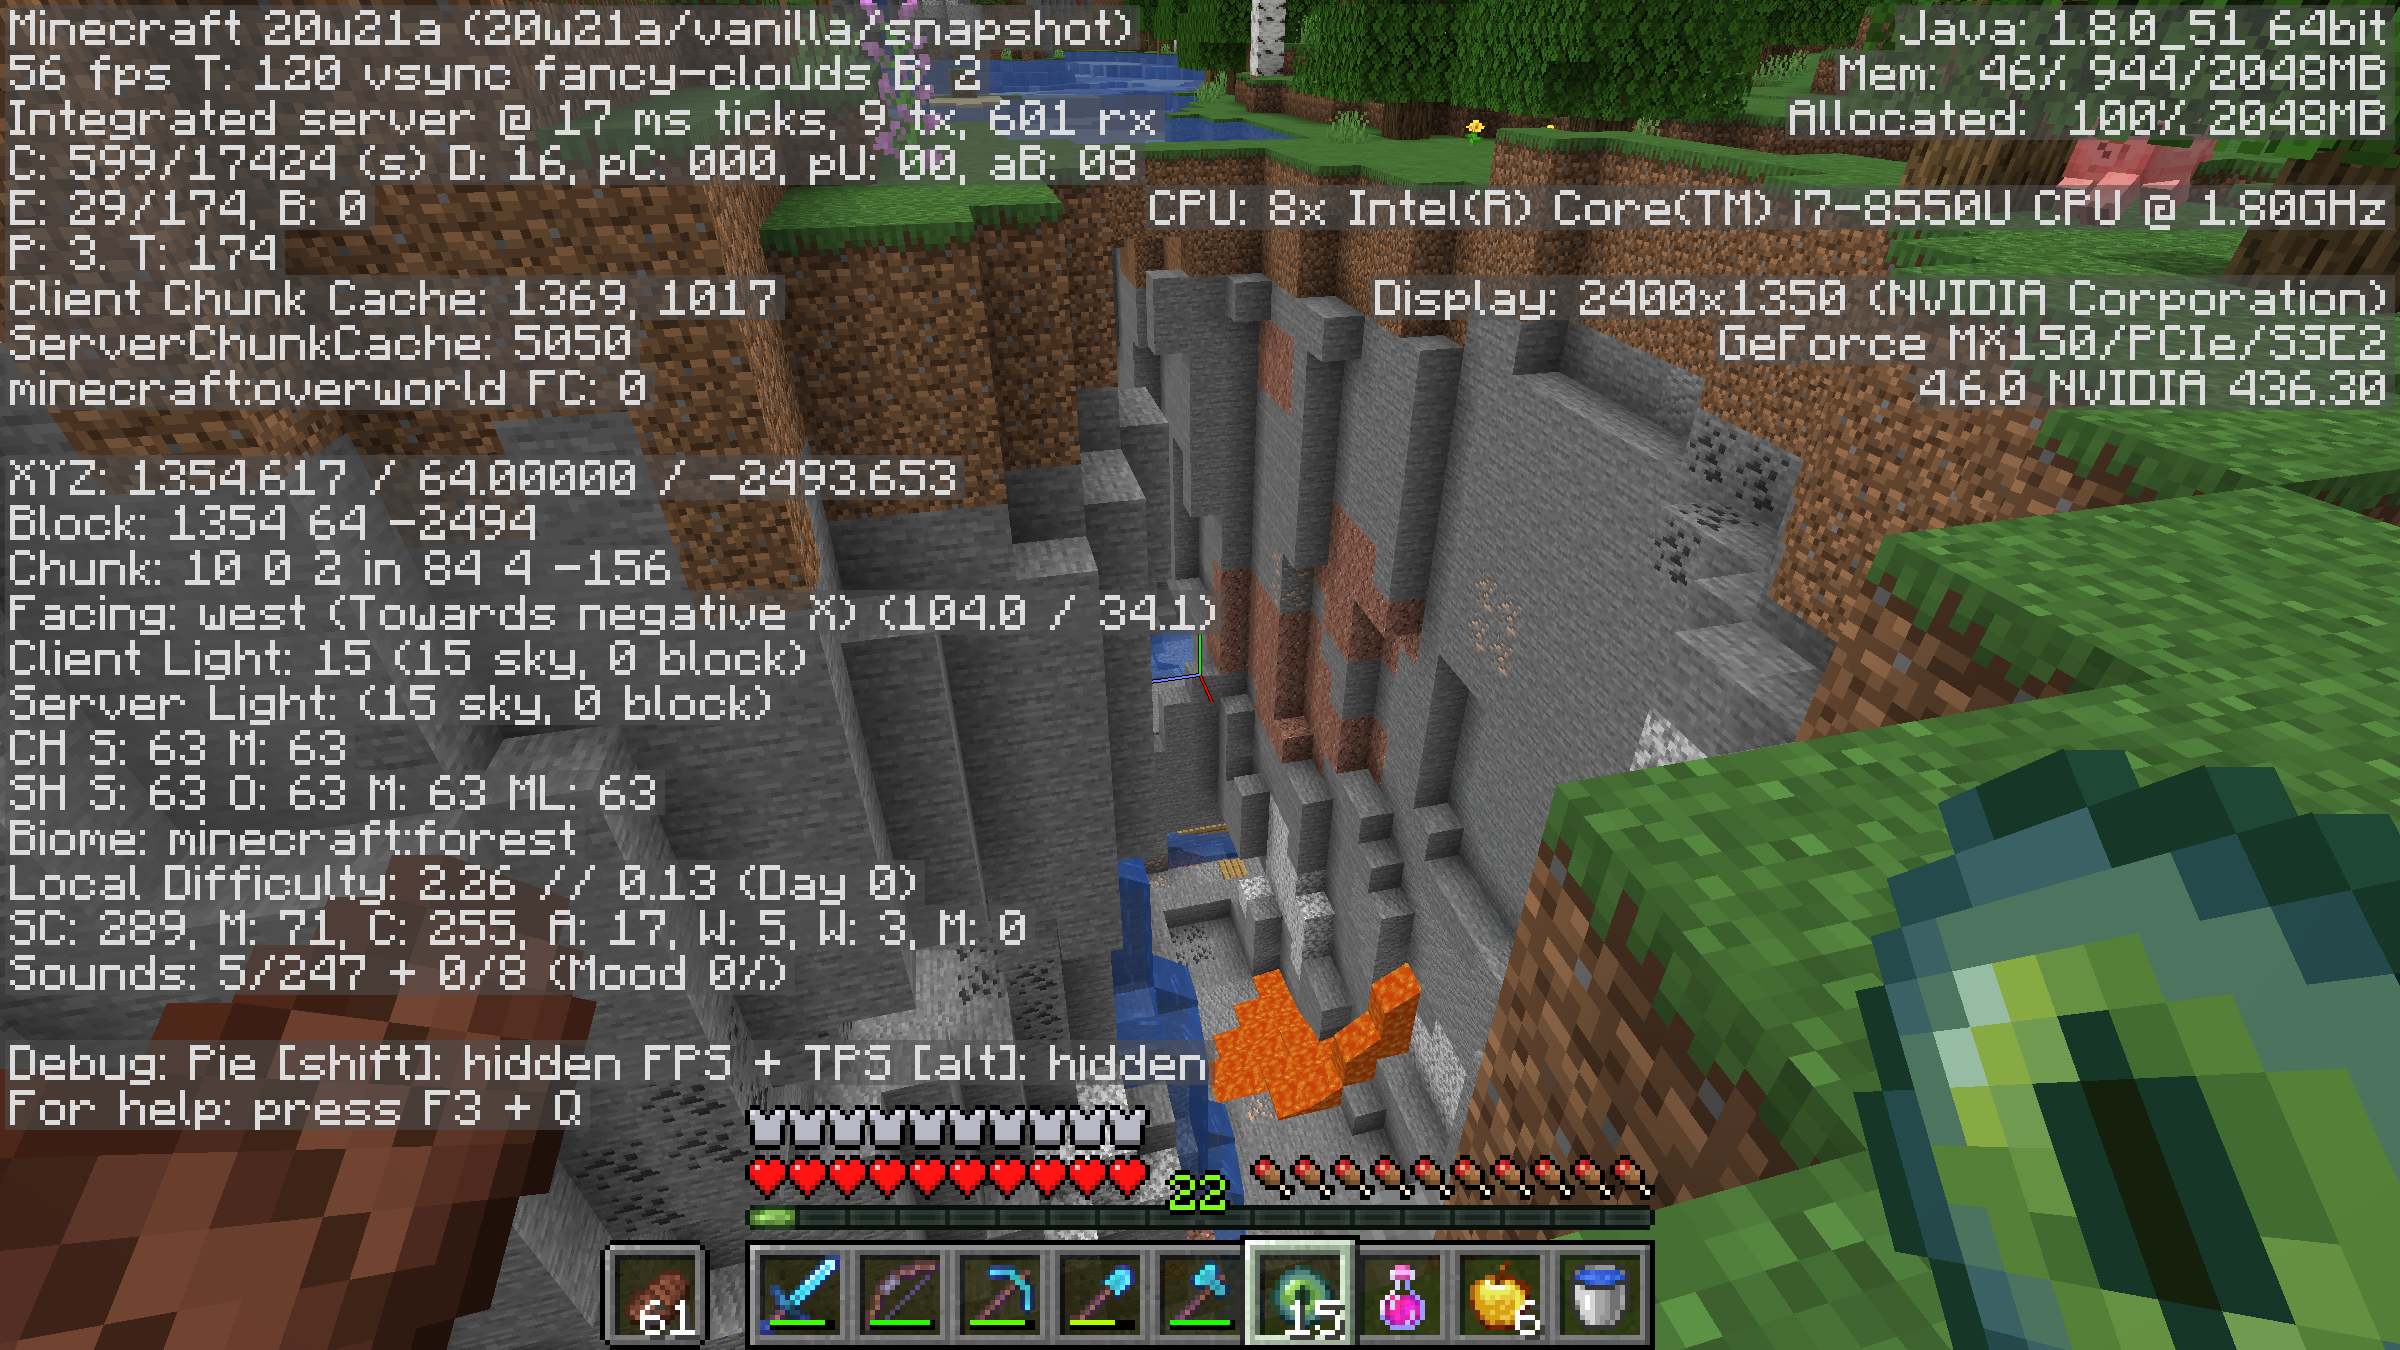 Minecraft 20w21a (20w21a/vanilla/snapshot)
56 fps T: 120 vsync fancy-clouds B: 2
Integrated server @ 17 ms ticks, 9 tx, 601 rx
C: 599/17424 (s) D: 16, pC: 000, pU: 00, aB: 08
E: 29/174, B: 0
P: 3. T: 174
Client Chunk Cache: 1369, 1017
ServerChunkCache: 5050
minecraft:overworld FC: 0
XYZ: 1354.617 / 64.00000 / -2493.653
Block: 1354 64 -2494
Chunk: 10 0 2 in 84 4 -156
Facing: west (Towards negative X) (104.0 / 34.1)
Client Light: 15 (15 sky, 0 block)
Server Light: (15 sky, 0 block)
CH S: 63 M: 63
SH S: 63 O: 63 M: 63 ML: 63
Biome: minecraft:forest
Local Difficulty: 2.26 // 0.13 (Day 0)
SC: 289, M: 71, C: 255, A: 17, W: 5, W: 3, M: 0
Sounds: 5/247 + 0/8 (Mood 0%)
Debug: Pie [shift]: hidden FPS + TPS [alt]: hidden
For help: press F3 + Q
Java: 1.8.0_51 64bit
Mem: 46% 944/2048MB
Allocated: 100% 2048MB
CPU: 8x Intel(R) Core(TM) i7-8550U CPU @ 1.80GHz
Display: 2400x1350 (NVIDIA Corporation)
GeForce MX150/PCIe/SSE2
4.6.0 NVIDIA 436.30
22
61
15
6